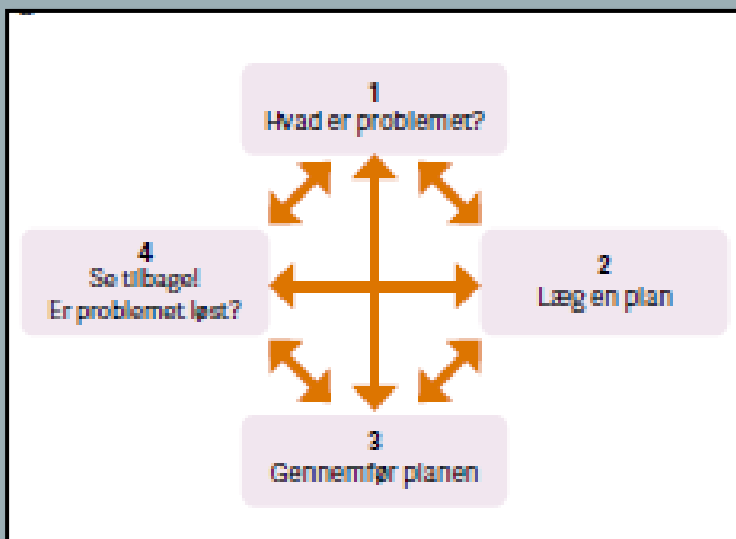 1
Hvad er problemet?
2
Læg en plan
3
Gennemfør planen
4
Se tilbage!
Er problemet løst?